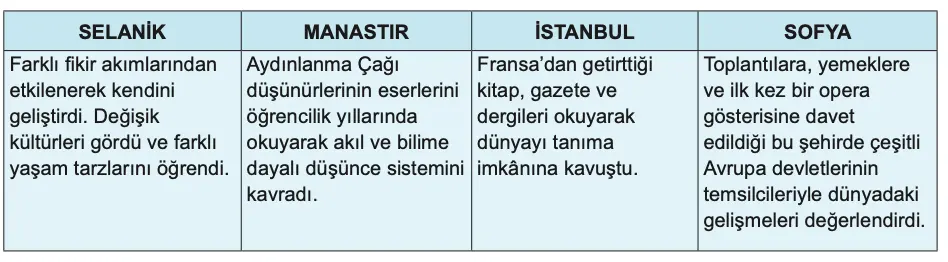 SELANİK
MANASTIR
İSTANBUL
SOFYA
Farklı fikir akımlarından
etkilenerek kendini
geliştirdi. Değişik
kültürleri gördü ve farklı
yaşam tarzlarını öğrendi.
Aydınlanma Çağı
düşünürlerinin eserlerini
öğrencilik yıllarında
okuyarak akıl ve bilime
dayalı düşünce sistemini
kavradı.
Fransa’dan getirttiği
kitap, gazete ve
dergileri okuyarak
dünyayı tanıma
imkânına kavuştu.
Toplantılara, yemeklere
ve ilk kez bir opera
gösterisine davet
edildiği bu şehirde çeşitli
Avrupa devletlerinin
temsilcileriyle dünyadaki
gelişmeleri değerlendirdi.